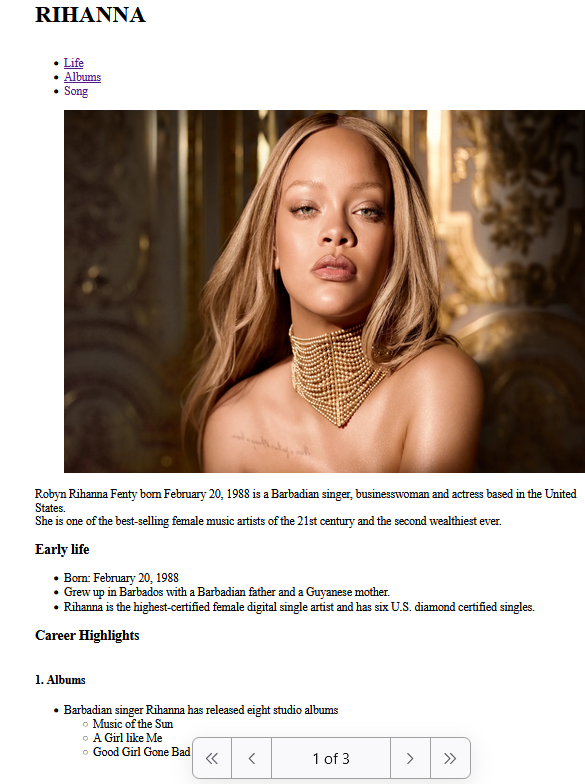 RIHANNA
Life
Albums
Song
Robyn Rihanna Fenty born February 20, 1988 is a Barbadian singer, businesswoman and actress based in the United
States.
She is one of the best-selling female music artists of the 21st century and the second wealthiest ever.
Early life
Born: February 20, 1988
Grew up in Barbados with a Barbadian father and a Guyanese mother.
Rihanna is the highest-certified female digital single artist and has six U.S. diamond certified singles.
Career Highlights
1. Albums
Barbadian singer Rihanna has released eight studio albums
Music of the Sun
A Girl like Me
Good Girl Gone Bad
1 of 3